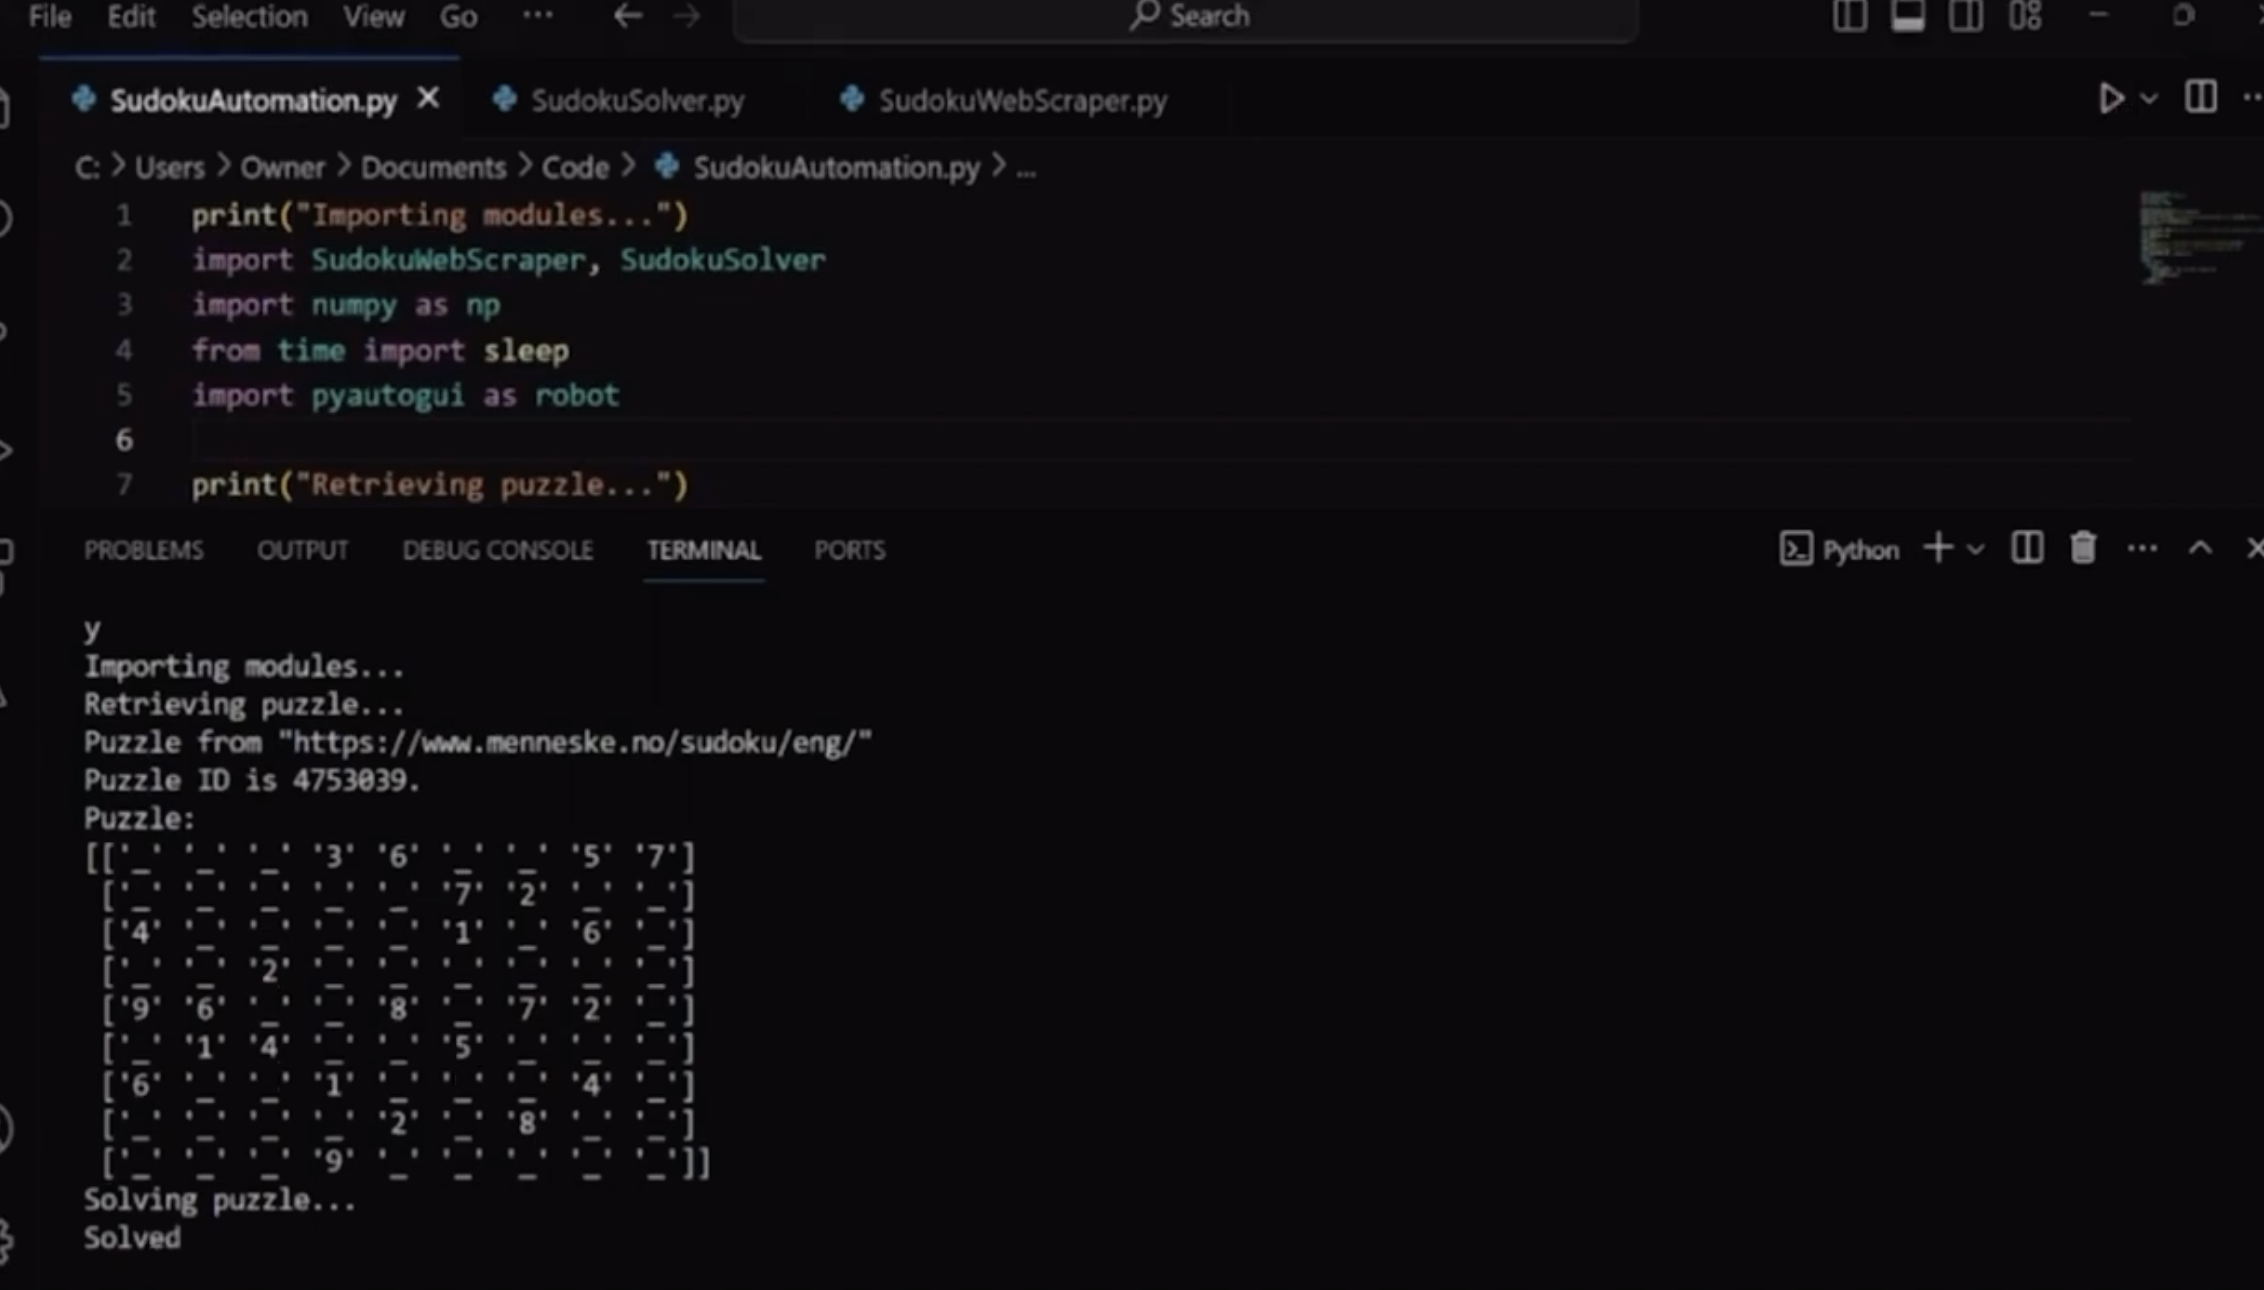 File Edit Selection View Go ... Search
SudokuAutomation.py SudokuSolver.py SudokuWebScraper.py
C: > Users > Owner > Documents > Code > SudokuAutomation.py > ...
1 print("Importing modules...")
2 import SudokuWebScraper, SudokuSolver
3 import numpy as np
4 from time import sleep
5 import pyautogui as robot
6
7 print("Retrieving puzzle...")
PROBLEMS OUTPUT DEBUG CONSOLE TERMINAL PORTS Python
y
Importing modules...
Retrieving puzzle...
Puzzle from "https://www.menneske.no/sudoku/eng/"
Puzzle ID is 4753039.
Puzzle:
[['_' '_' '_' '3' '6' '_' '_' '5' '7']
['_' '_' '_' '_' '_' '7' '2' '_' '_']
['4' '_' '_' '_' '_' '1' '_' '6' '_']
['_' '_' '2' '_' '_' '_' '_' '_' '_']
['9' '6' '_' '_' '8' '_' '7' '2' '_']
['_' '1' '4' '_' '_' '5' '_' '_' '_']
['6' '_' '_' '1' '_' '_' '_' '4' '_']
['_' '_' '_' '_' '2' '_' '8' '_' '_']
['_' '_' '_' '9' '_' '_' '_' '_' '_']]
Solving puzzle...
Solved